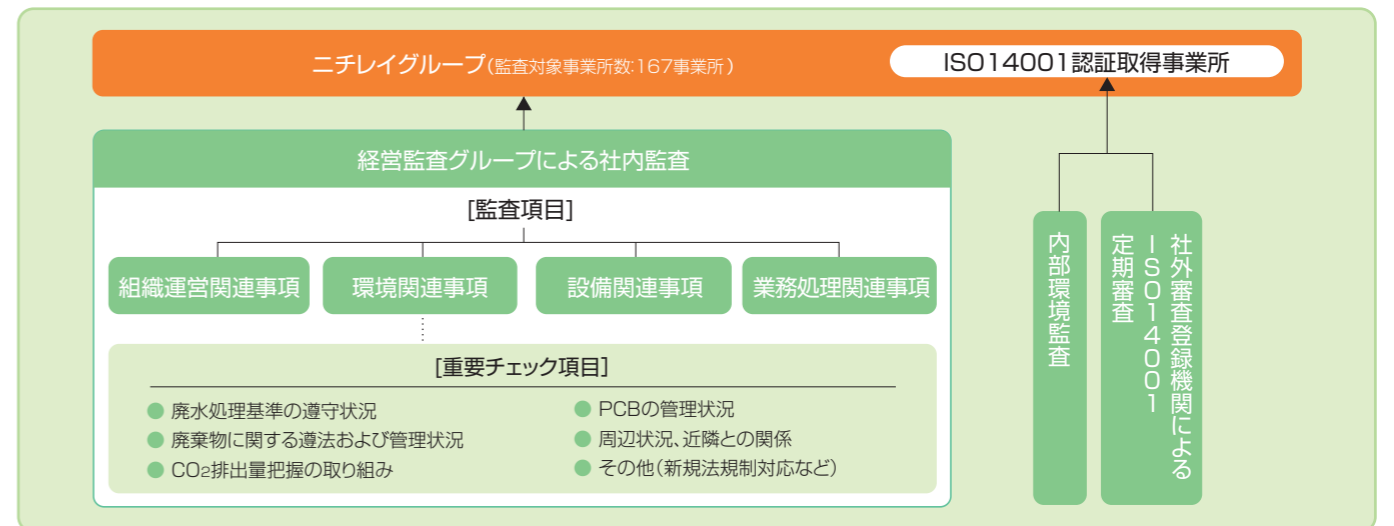 ニチレイグループ(監査対象事業所数:167事業所)
ISO14001認証取得事業所
経営監査グループによる社内監査
[監査項目]
組織運営関連事項
環境関連事項
設備関連事項
業務処理関連事項
[重要チェック項目]
● 廃水処理基準の遵守状況
● 廃棄物に関する遵法および管理状況
● CO2排出量把握の取り組み
● PCBの管理状況
● 周辺状況、近隣との関係
● その他(新規法規制対応など)
内部環境監査
社外審査登録機関による
ISO14001
定期審査